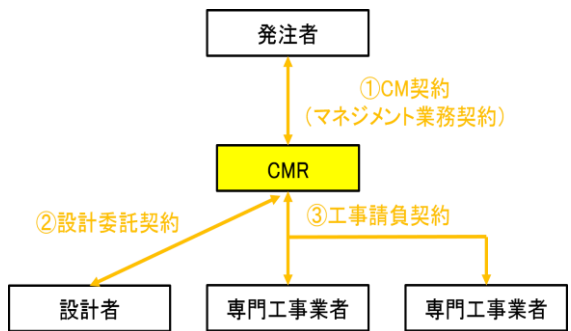 発注者
①CM契約
(マネジメント業務契約)
CMR
②設計委託契約
③工事請負契約
設計者
専門工事業者
専門工事業者